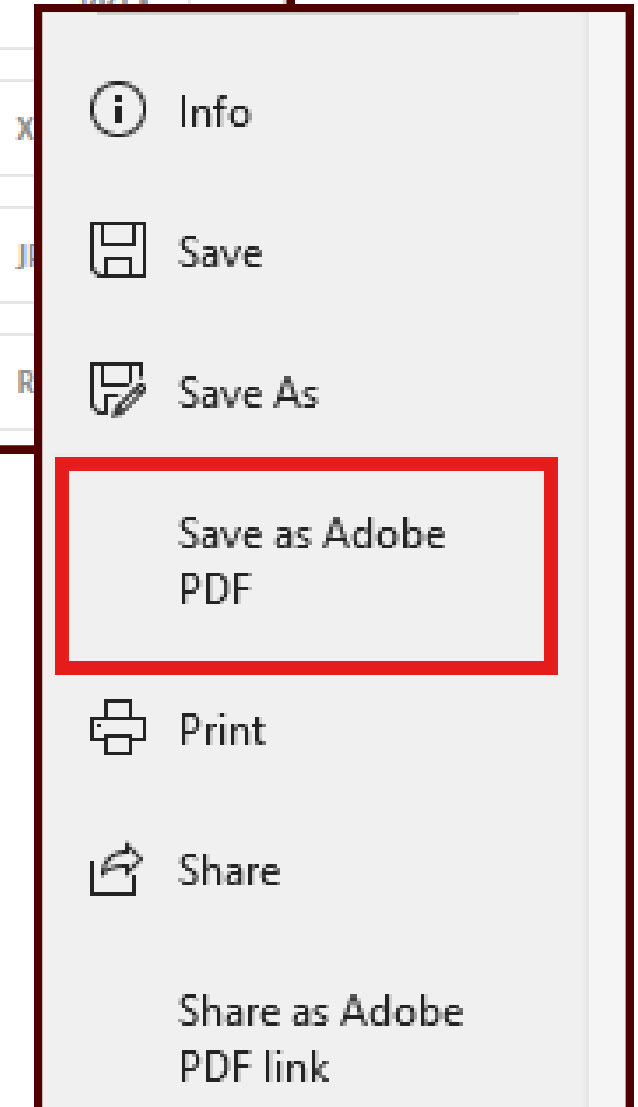 Info
Save
Save As
Save as Adobe
PDF
Print
Share
Share as Adobe
PDF link